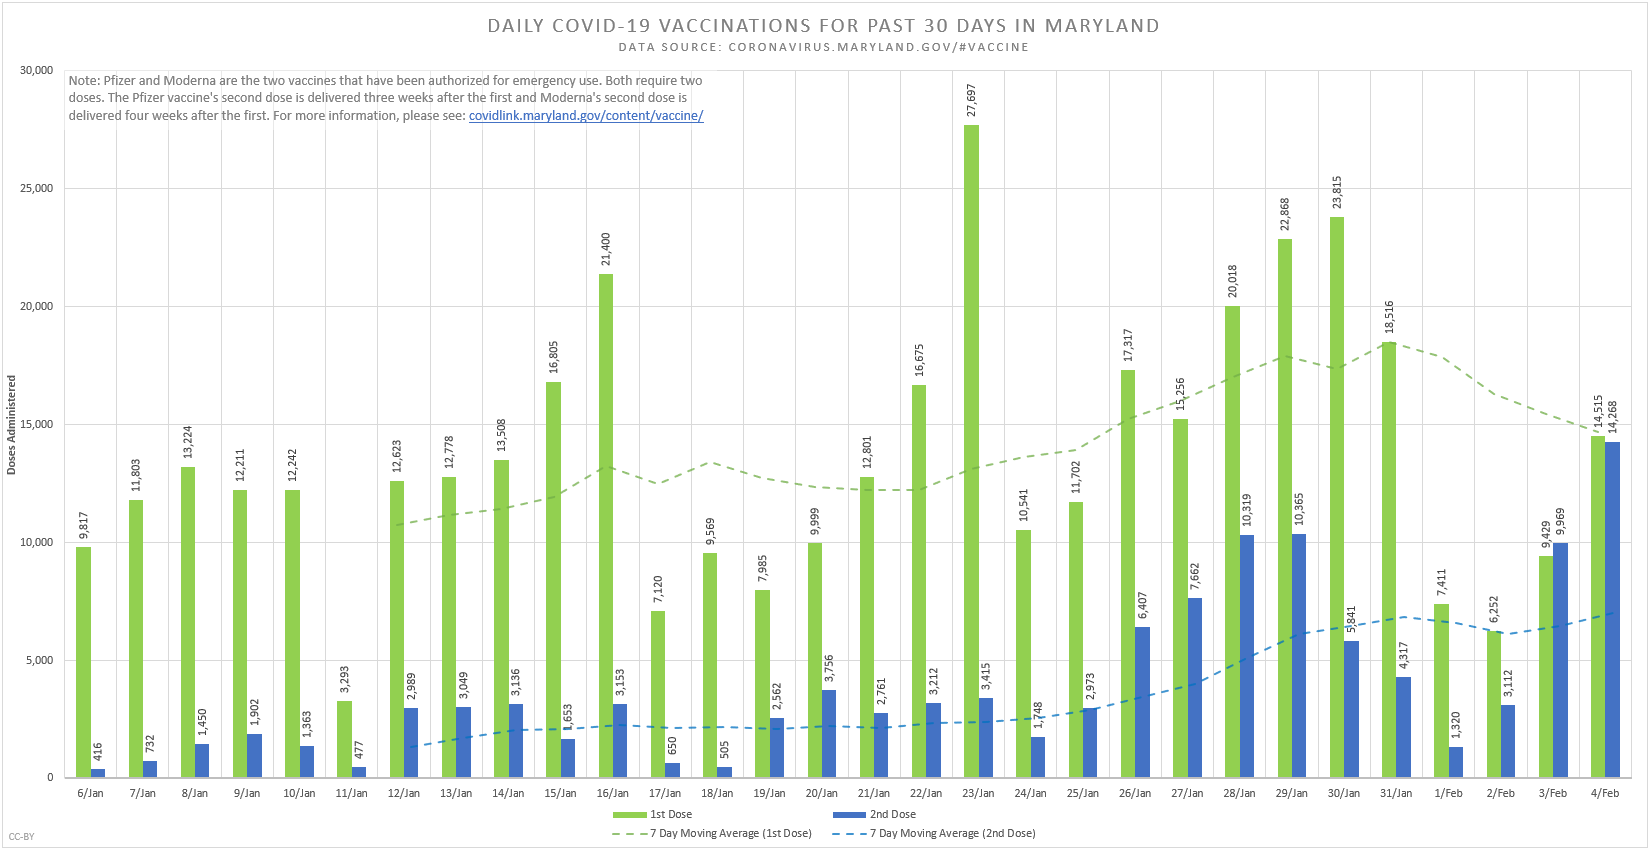 DAILY COVID-19 VACCINATIONS FOR PAST 30 DAYS IN MARYLAND
DATA SOURCE: CORONAVIRUS.MARYLAND.GOV/#VACCINE
Note: Pfizer and Moderna are the two vaccines that have been authorized for emergency use. Both require two
doses. The Pfizer vaccine's second dose is delivered three weeks after the first and Moderna's second dose is
delivered four weeks after the first. For more information, please see: covidlink.maryland.gov/content/vaccine/
Doses Administered
30,000
25,000
20,000
15,000
10,000
5,000
0
9,817
416
11,803
732
13,224
1,450
12,211
1,902
12,242
1,363
3,293
477
12,623
2,989
12,778
3,049
13,508
3,136
16,805
1,653
21,400
3,153
7,120
650
9,569
505
7,985
2,562
9,999
3,756
12,801
2,761
16,675
3,212
27,697
3,415
10,541
1,748
11,702
2,973
17,317
6,407
15,256
7,662
20,018
10,319
22,868
10,365
23,815
5,841
18,516
4,317
7,411
1,320
6,252
3,112
9,429
9,969
14,515
14,268
6/Jan
7/Jan
8/Jan
9/Jan
10/Jan
11/Jan
12/Jan
13/Jan
14/Jan
15/Jan
16/Jan
17/Jan
18/Jan
19/Jan
20/Jan
21/Jan
22/Jan
23/Jan
24/Jan
25/Jan
26/Jan
27/Jan
28/Jan
29/Jan
30/Jan
31/Jan
1/Feb
2/Feb
3/Feb
4/Feb
1st Dose
2nd Dose
7 Day Moving Average (1st Dose)
7 Day Moving Average (2nd Dose)
CC-BY